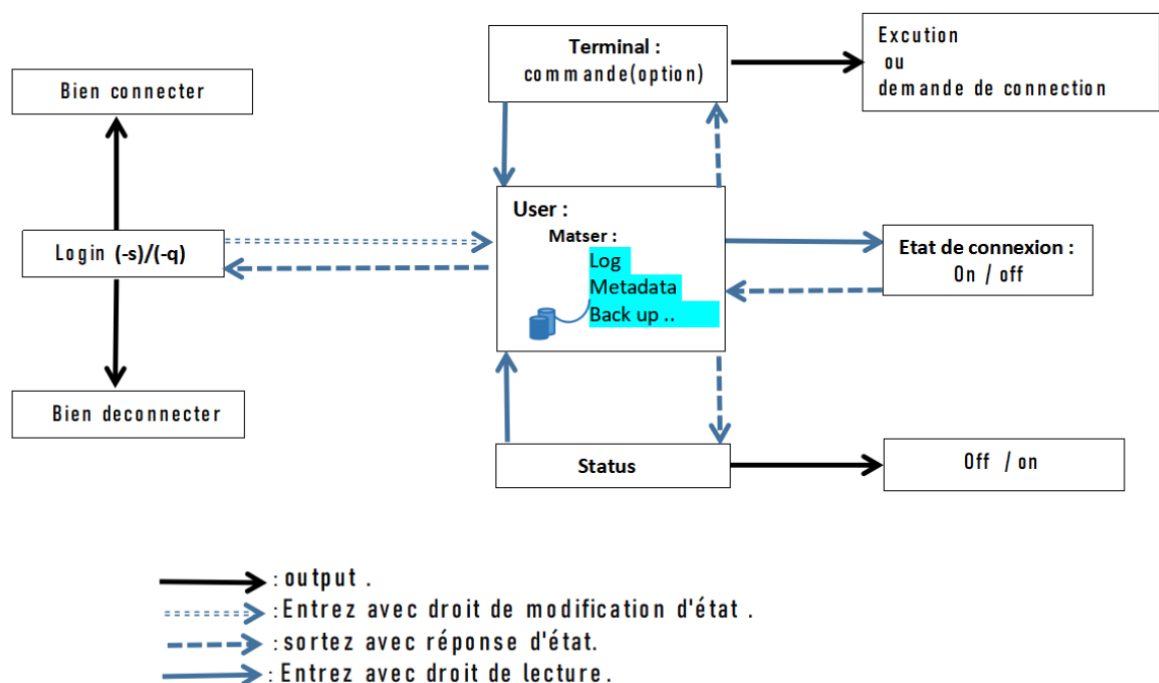 Terminal :
commande(option)
Excution
ou
demande de connection
Bien connecter
Login (-s)/(-q)
User :
Matser :
Log
Metadata
Back up ..
Etat de connexion :
On / off
Bien deconnecter
Status
Off / on
: output .
: Entrez avec droit de modification d'état .
: sortez avec réponse d'état.
: Entrez avec droit de lecture .